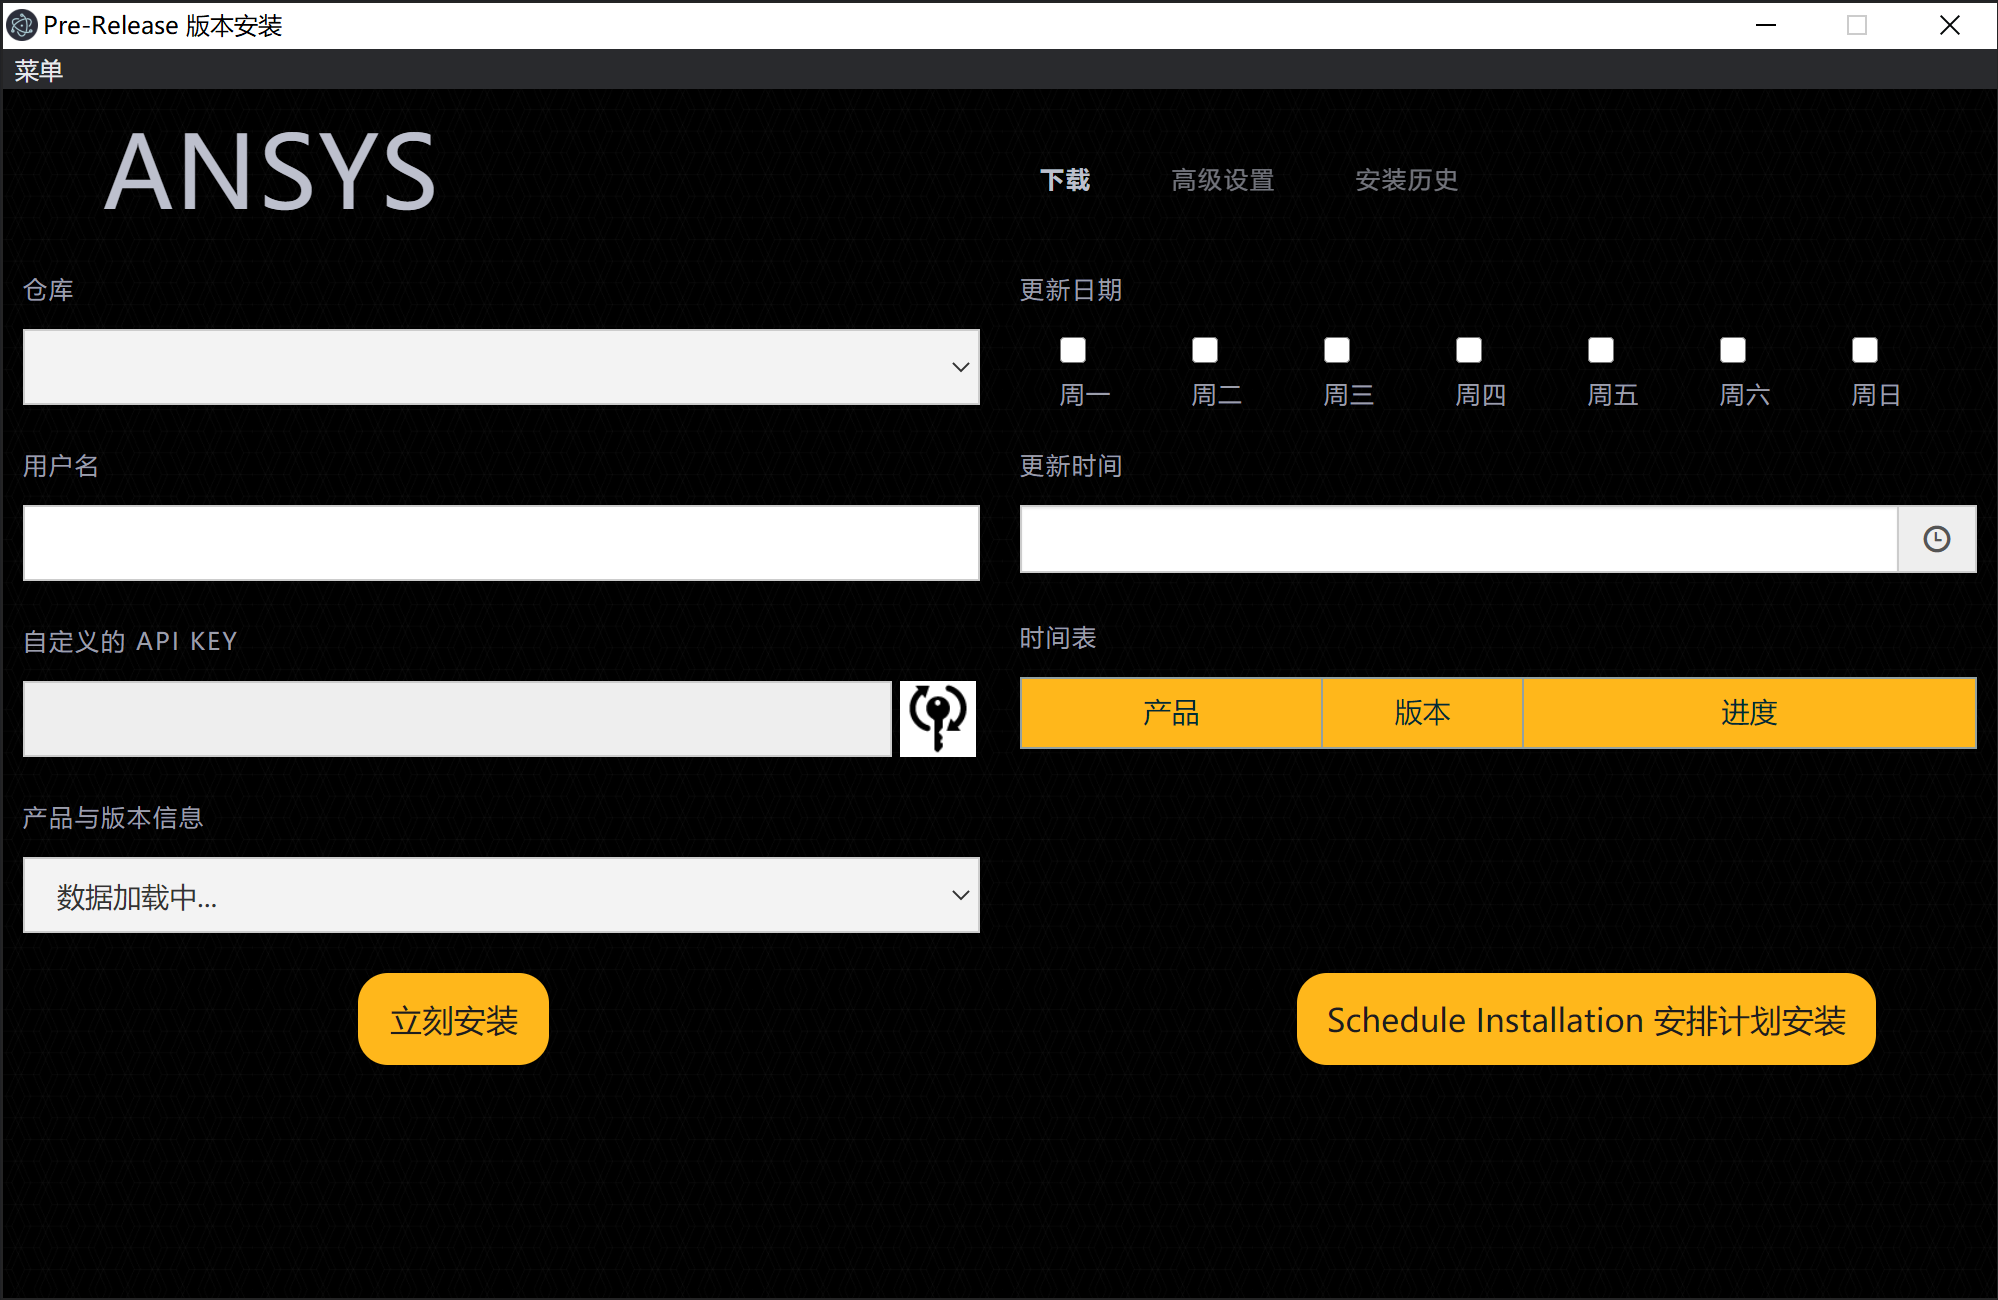 Pre-Release 版本安装
菜单
ANSYS
下载 高级设置 安装历史
仓库
用户名
自定义的 API KEY
产品与版本信息
数据加载中...
立刻安装
更新日期
周一 周二 周三 周四 周五 周六 周日
更新时间
时间表
产品 版本 进度
Schedule Installation 安排计划安装